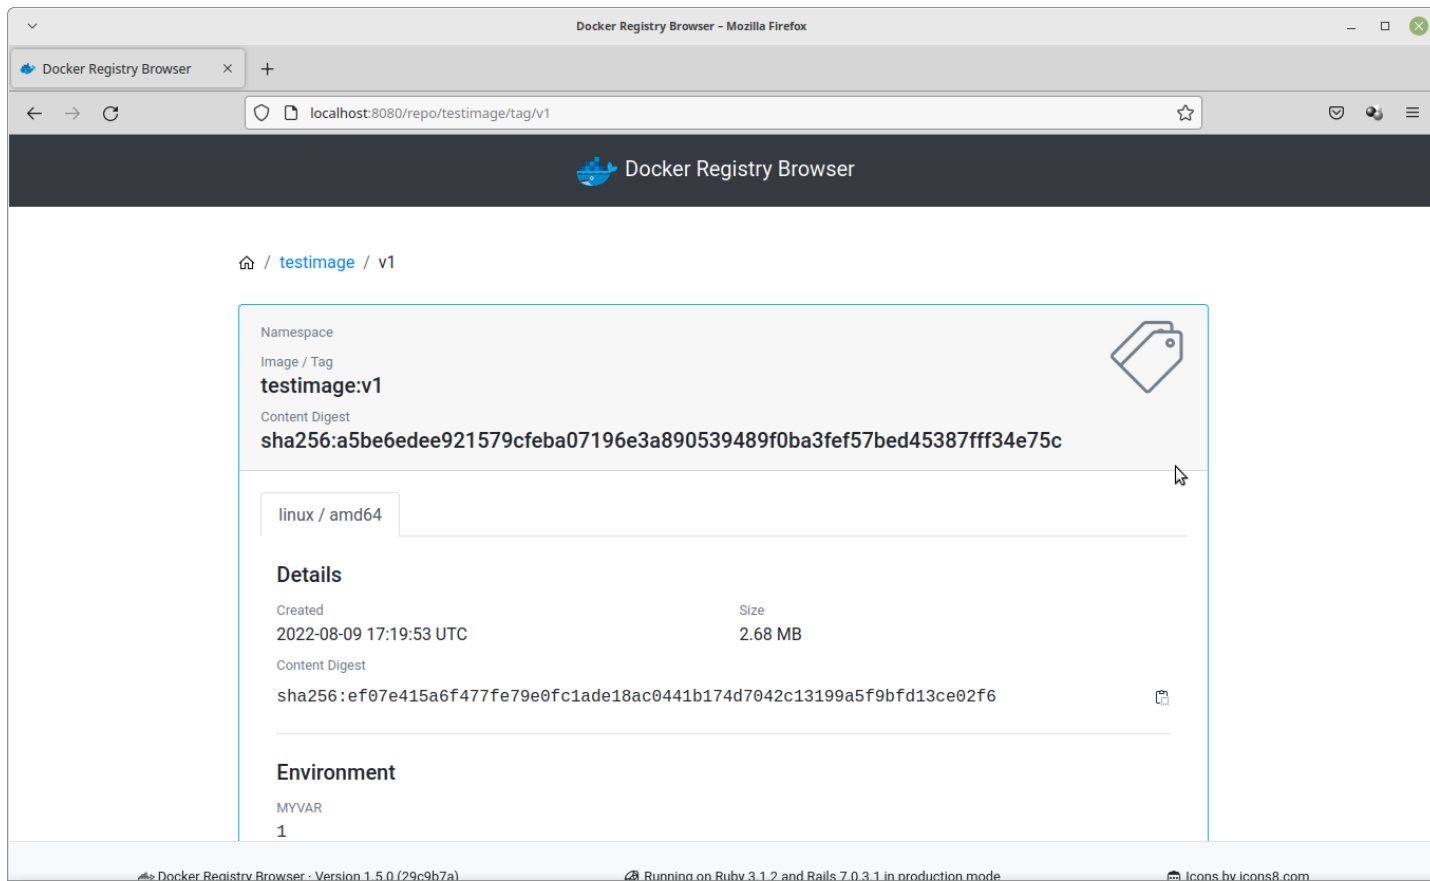 Docker Registry Browser – Mozilla Firefox
Docker Registry Browser
localhost:8080/repo/testimage/tag/v1
Docker Registry Browser
/ testimage / v1
Namespace
Image / Tag
testimage:v1
Content Digest
sha256:a5be6edee921579cfeba07196e3a890539489f0ba3fef57bed45387fff34e75c
linux / amd64
Details
Created
2022-08-09 17:19:53 UTC
Size
2.68 MB
Content Digest
sha256:ef07e415a6f477fe79e0fc1ade18ac0441b174d7042c13199a5f9bfd13ce02f6
Environment
MYVAR
1
Docker Registry Browser · Version 1.5.0 (29c9b7a)
Running on Ruby 3.1.2 and Rails 7.0.3.1 in production mode
Icons by icons8.com